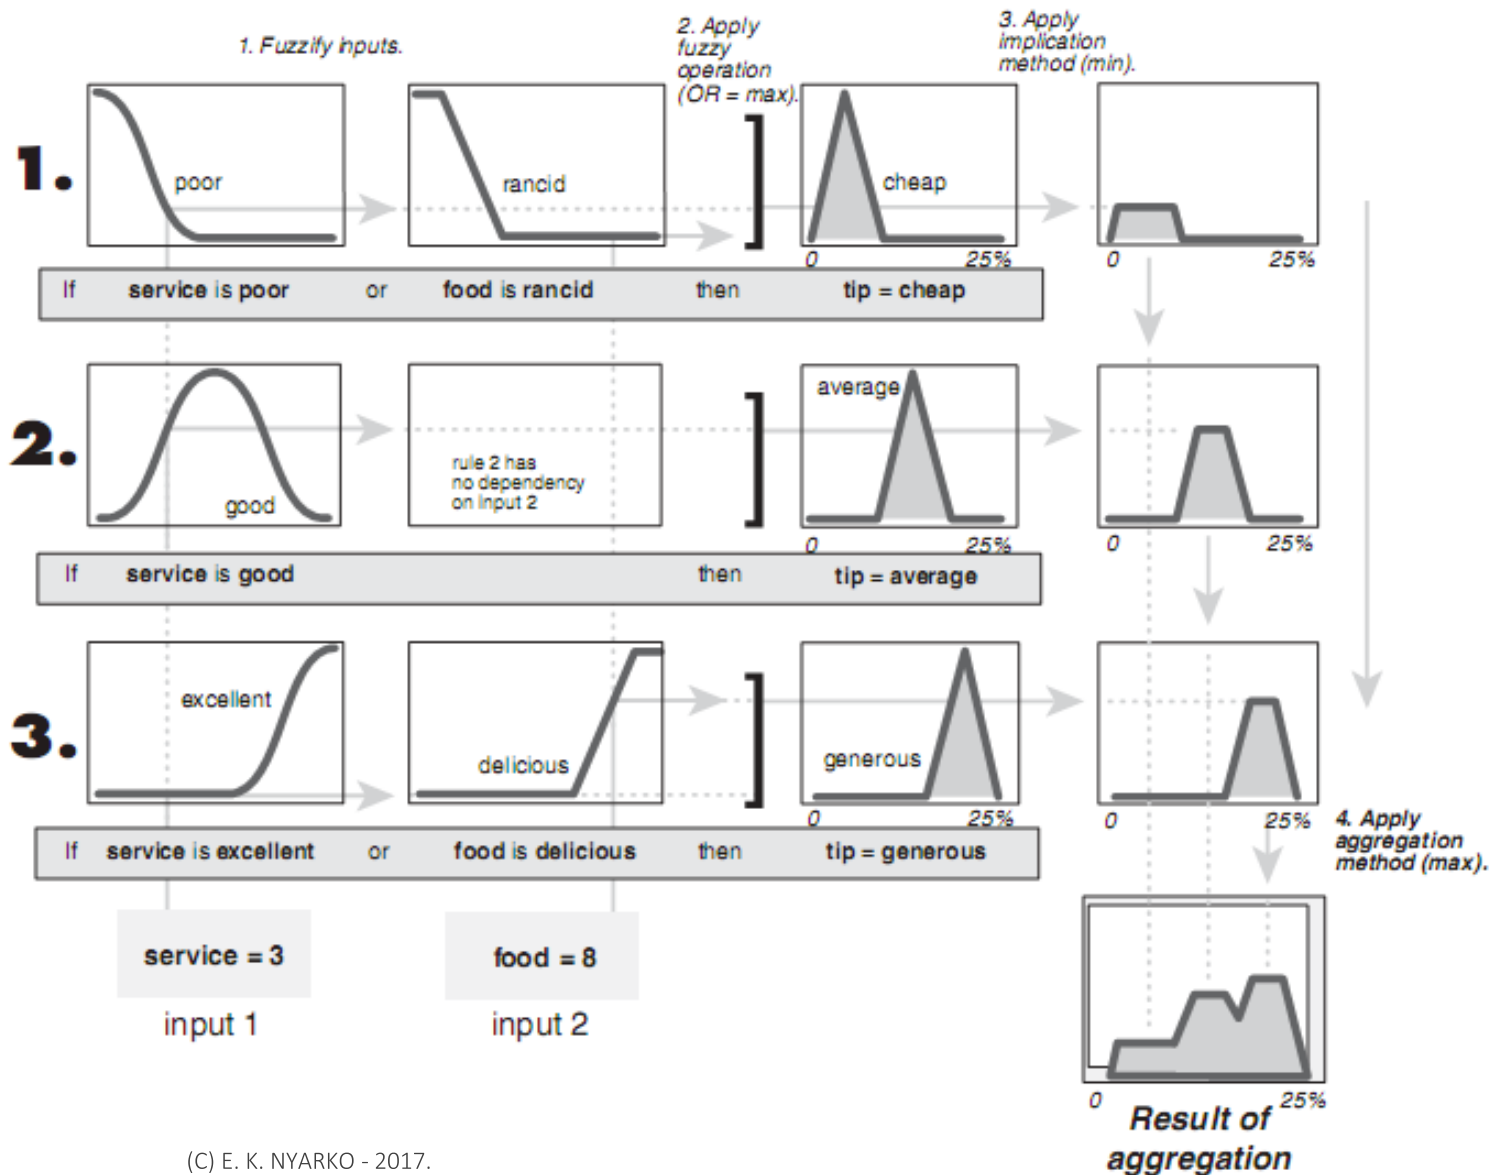 1. Fuzzify inputs.
2. Apply
fuzzy
operation
(OR = max).
3. Apply
implication
method (min).
1.
poor
rancid
cheap
0
25%
0
25%
If service is poor or food is rancid then tip = cheap
2.
good
rule 2 has
no dependency
on input 2
average
0
25%
0
25%
If service is good then tip = average
3.
excellent
delicious
generous
0
25%
0
25%
4. Apply
aggregation
method (max).
If service is excellent or food is delicious then tip = generous
service = 3
food = 8
input 1
input 2
0
25%
Result of
aggregation
(C) E. K. NYARKO - 2017.